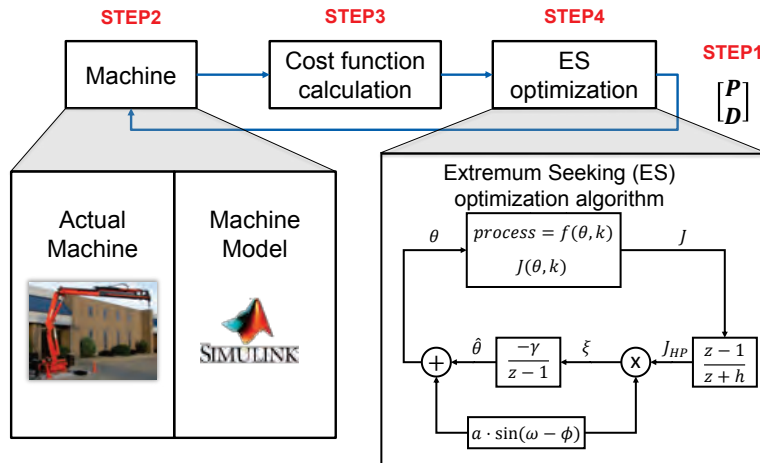 STEP2
STEP3
STEP4
STEP1
Machine
Cost function
calculation
ES
optimization
[P
D]
Actual
Machine
Machine
Model
SIMULINK
Extremum Seeking (ES)
optimization algorithm
θ
process = f(θ, k)
J(θ, k)
J
θ̂
+
-γ
z - 1
ξ
X
J_HP
z - 1
z + h
a · sin(ω - ϕ)